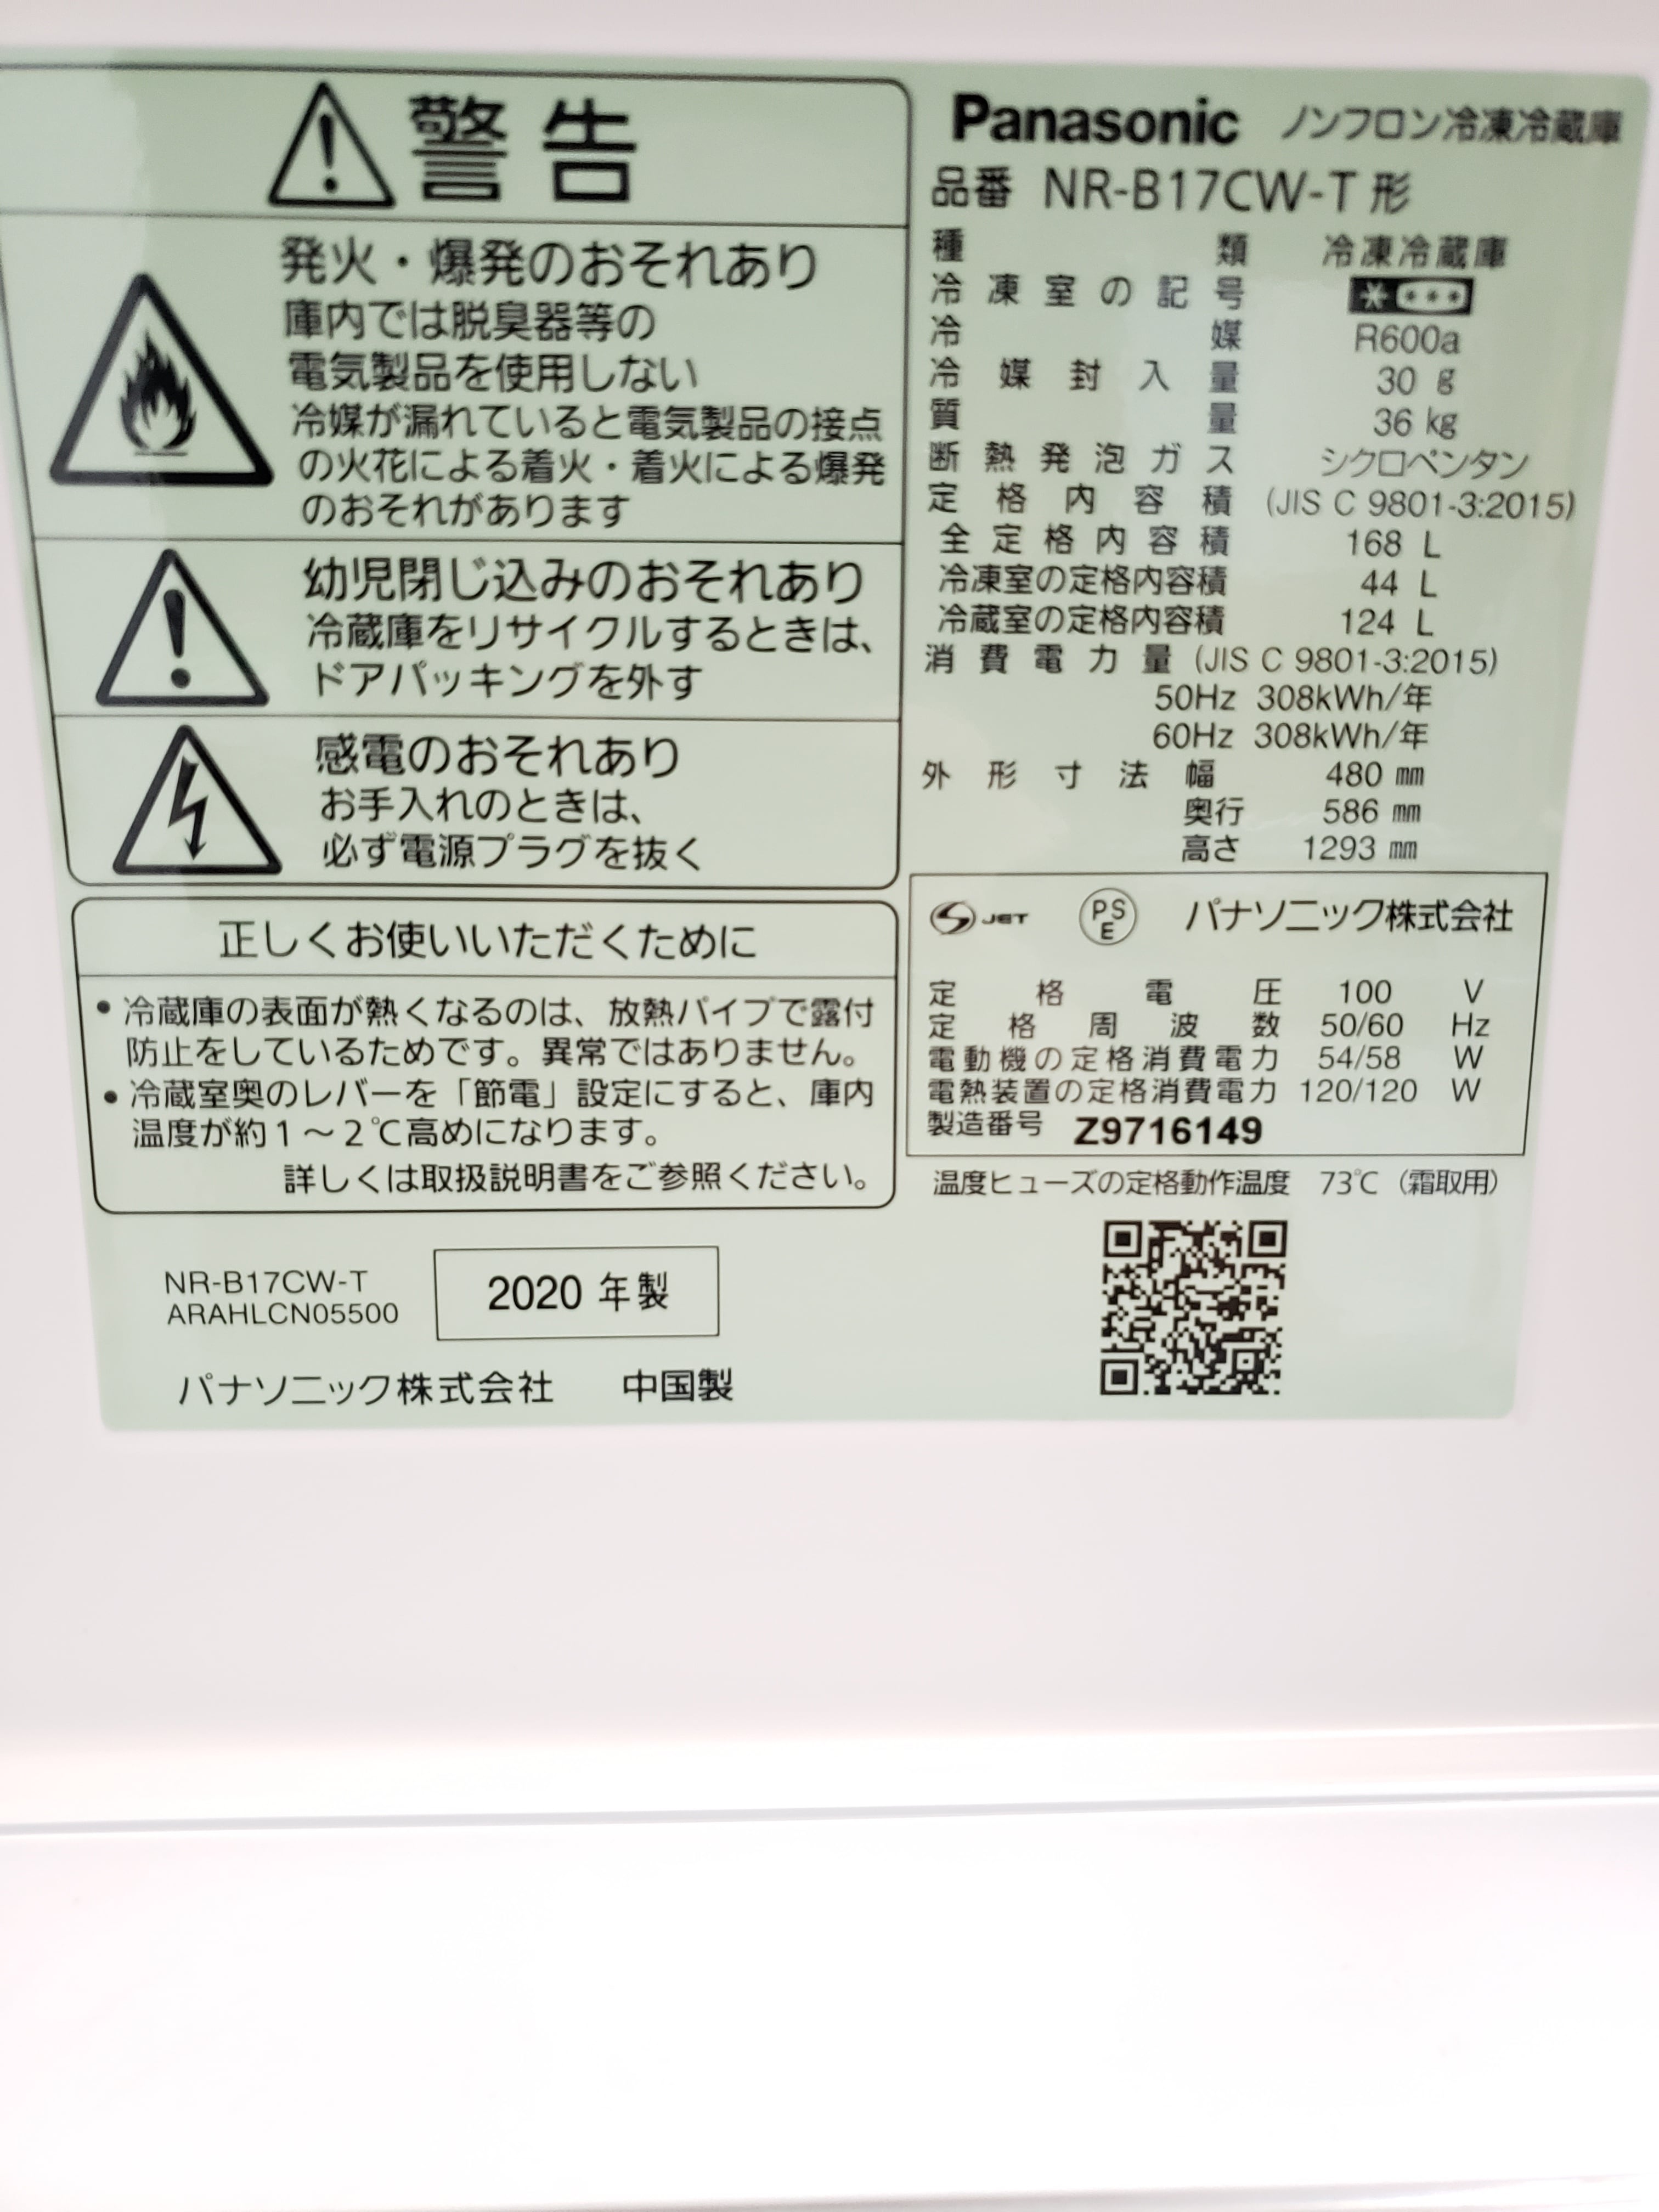 警告
発火・爆発のおそれあり
庫内では脱臭器等の
電気製品を使用しない
冷媒が漏れていると電気製品の接点
の火花による着火・着火による爆発
のおそれがあります
幼児閉じ込みのおそれあり
冷蔵庫をリサイクルするときは、
ドアパッキングを外す
感電のおそれあり
お手入れのときは、
必ず電源プラグを抜く
正しくお使いいただくために
・冷蔵庫の表面が熱くなるのは、放熱パイプで露付
防止をしているためです。異常ではありません。
・冷蔵室奥のレバーを「節電」設定にすると、庫内
温度が約1～2℃高めになります。
詳しくは取扱説明書をご参照ください。
NR-B17CW-T
ARAHLCN05500
2020 年製
パナソニック株式会社 中国製
Panasonic ノンフロン冷凍冷蔵庫
品番 NR-B17CW-T 形
種類 冷凍冷蔵庫
冷凍室の記号
冷媒 R600a
冷媒封入量 30 g
質量 36 kg
断熱発泡ガス シクロペンタン
定格内容積 (JIS C 9801-3:2015)
全定格内容積 168 L
冷凍室の定格内容積 44 L
冷蔵室の定格内容積 124 L
消費電力量 (JIS C 9801-3:2015)
50Hz 308kWh/年
60Hz 308kWh/年
外形寸法 幅 480 mm
奥行 586 mm
高さ 1293 mm
S JET PSE パナソニック株式会社
定格電圧 100 V
定格周波数 50/60 Hz
電動機の定格消費電力 54/58 W
電熱装置の定格消費電力 120/120 W
製造番号 Z9716149
温度ヒューズの定格動作温度 73℃（霜取用）